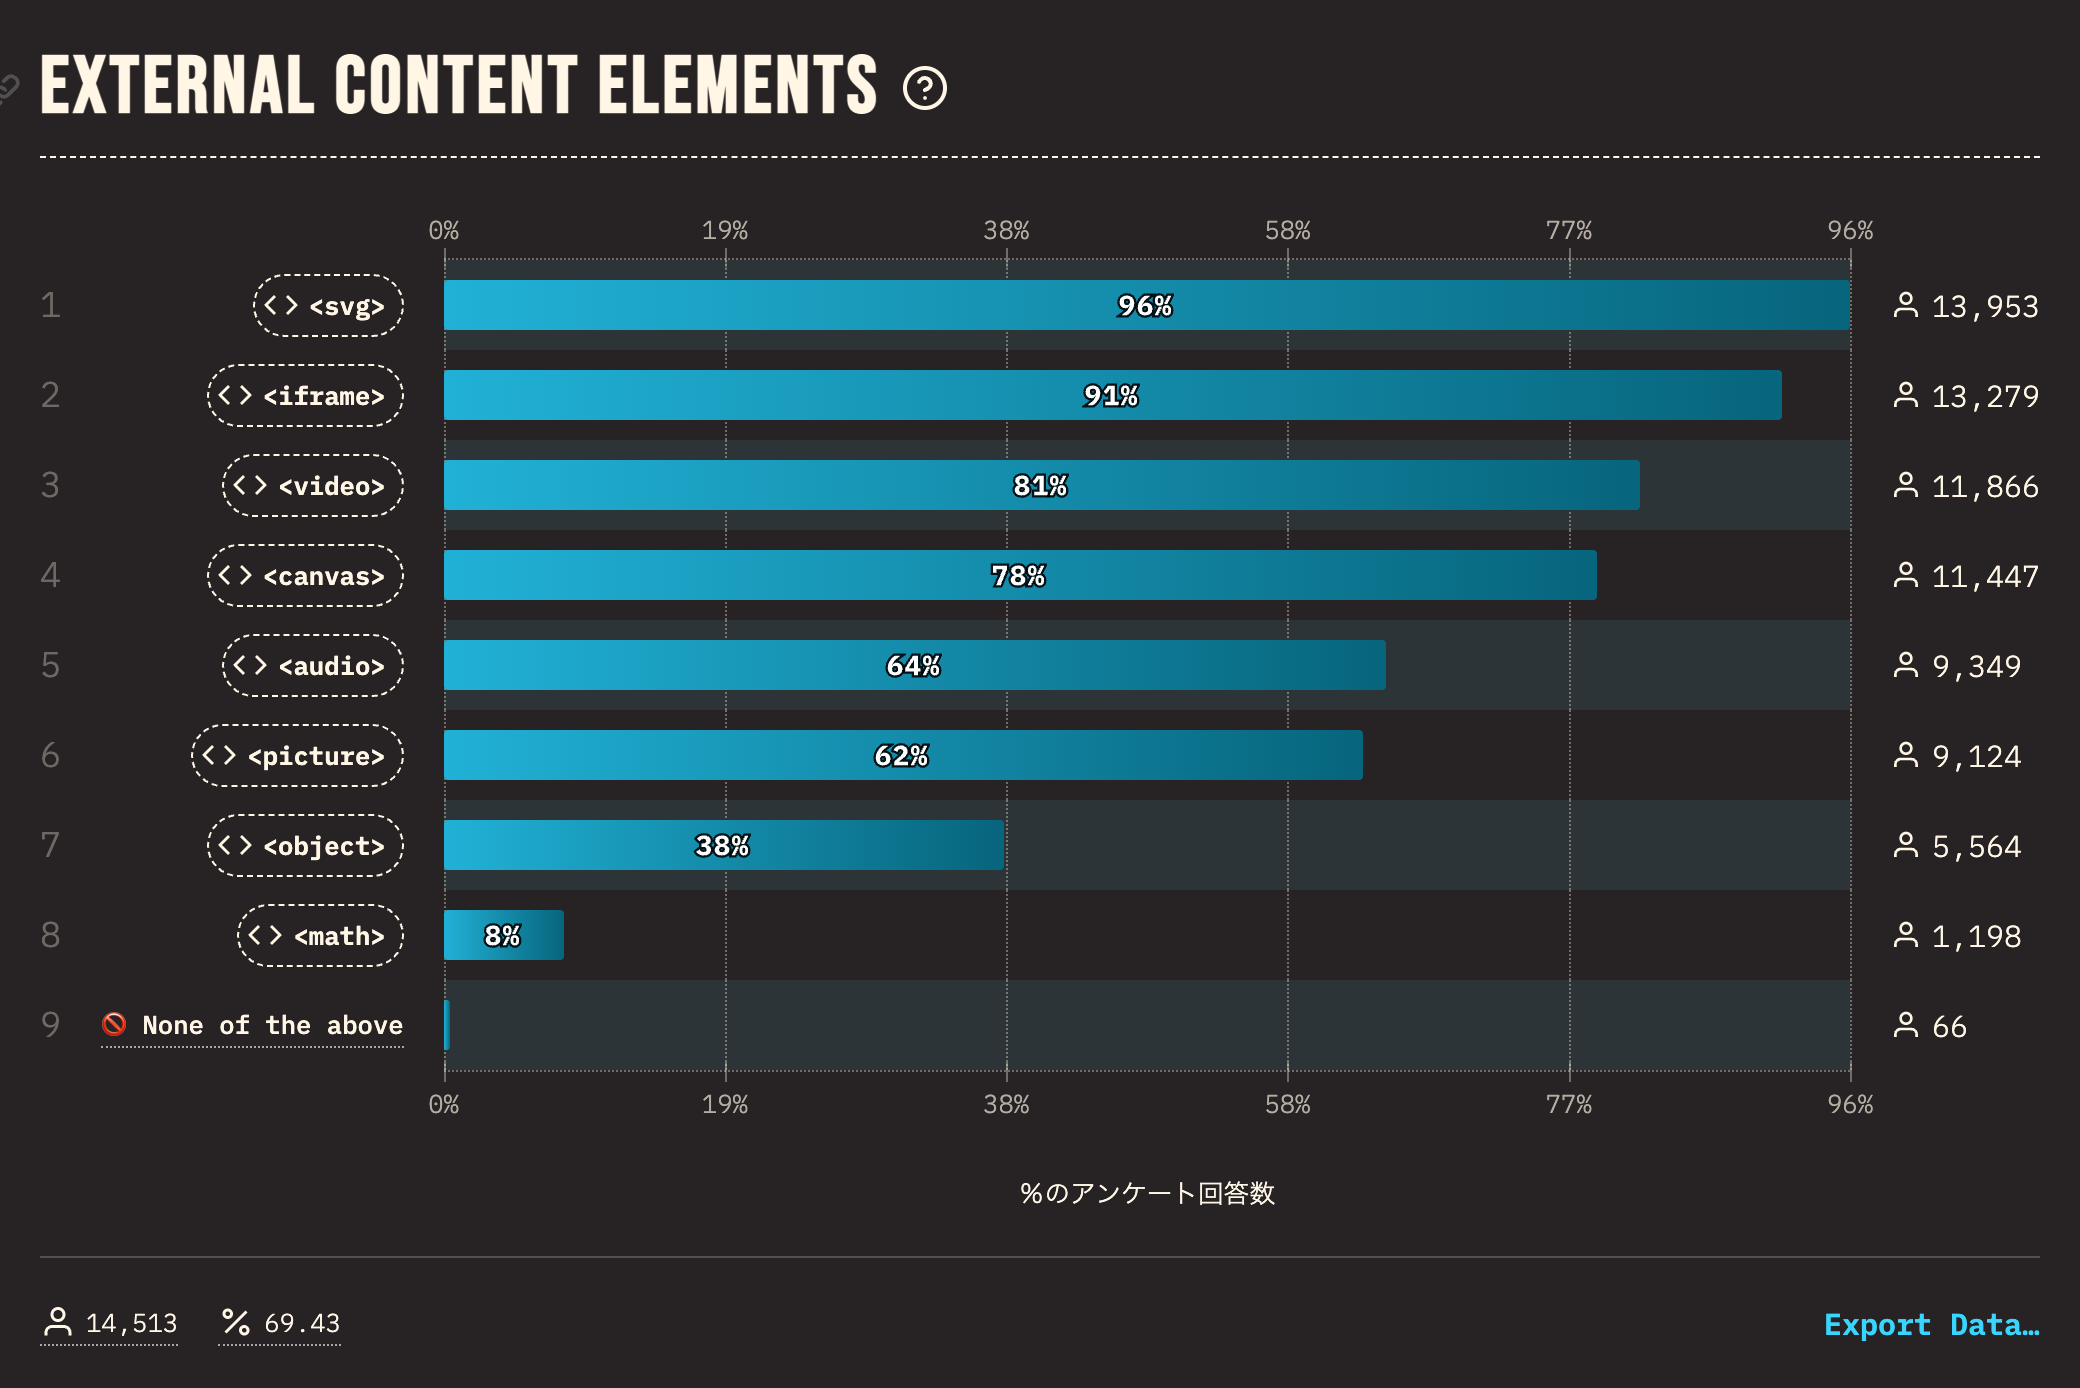 EXTERNAL CONTENT ELEMENTS ?
0% 19% 38% 58% 77% 96%
1 <> <svg> 96% 13,953
2 <> <iframe> 91% 13,279
3 <> <video> 81% 11,866
4 <> <canvas> 78% 11,447
5 <> <audio> 64% 9,349
6 <> <picture> 62% 9,124
7 <> <object> 38% 5,564
8 <> <math> 8% 1,198
9 None of the above 66
0% 19% 38% 58% 77% 96%
%のアンケート回答数
14,513 % 69.43 Export Data…